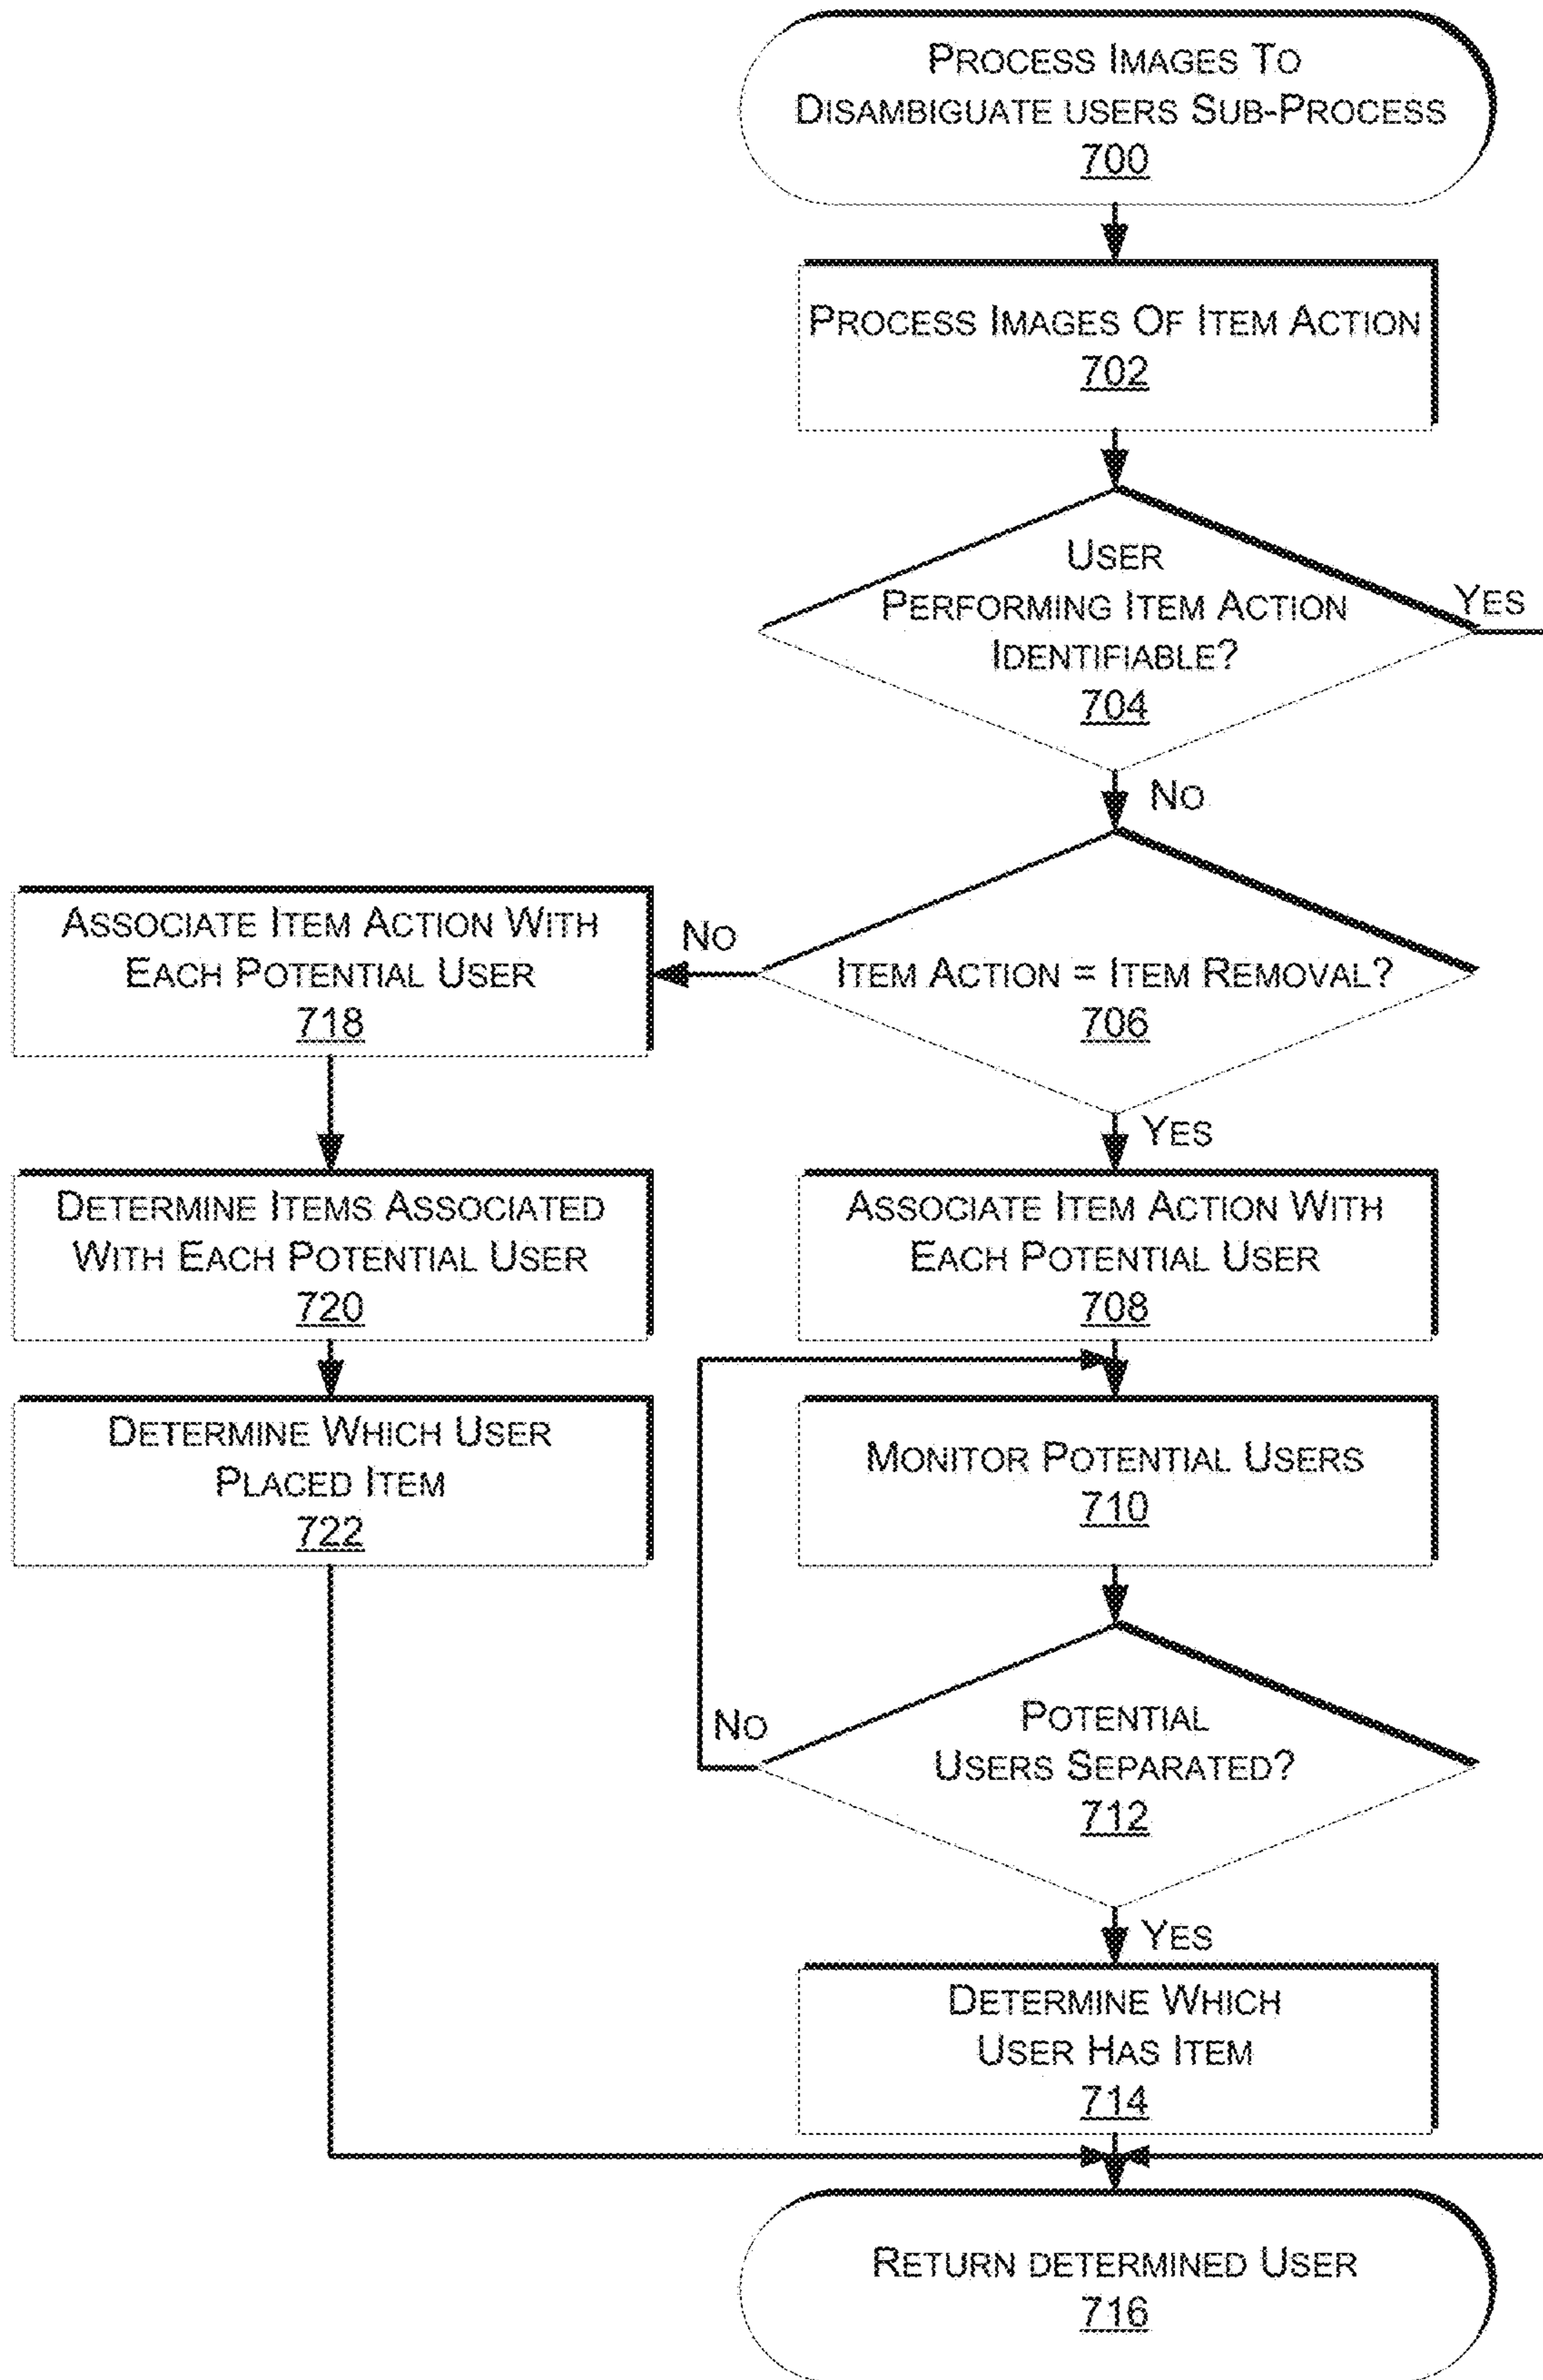 PROCESS IMAGES TO
DISAMBIGUATE USERS SUB-PROCESS
700
PROCESS IMAGES OF ITEM ACTION
702
USER
PERFORMING ITEM ACTION
IDENTIFIABLE?
704
YES
NO
ITEM ACTION = ITEM REMOVAL?
706
NO
YES
ASSOCIATE ITEM ACTION WITH
EACH POTENTIAL USER
718
DETERMINE ITEMS ASSOCIATED
WITH EACH POTENTIAL USER
720
DETERMINE WHICH USER
PLACED ITEM
722
ASSOCIATE ITEM ACTION WITH
EACH POTENTIAL USER
708
MONITOR POTENTIAL USERS
710
POTENTIAL
USERS SEPARATED?
712
NO
YES
DETERMINE WHICH
USER HAS ITEM
714
RETURN DETERMINED USER
716